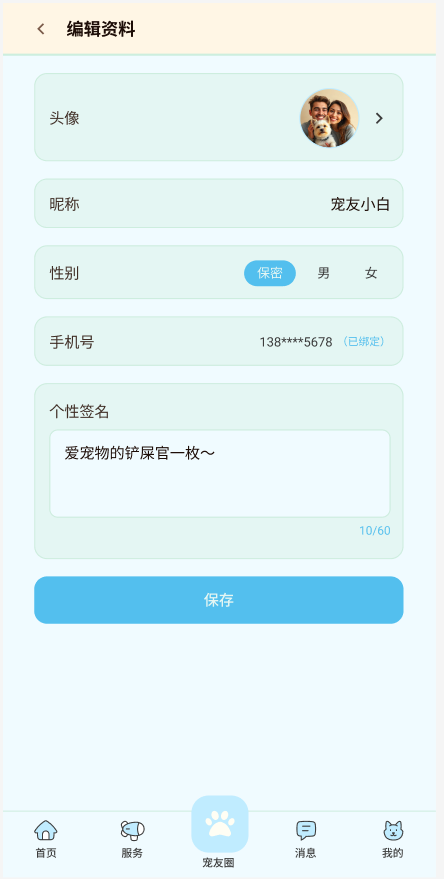 编辑资料
头像
昵称 宠友小白
性别 保密 男 女
手机号 138****5678 （已绑定）
个性签名
爱宠物的铲屎官一枚～
10/60
保存
首页 服务 宠友圈 消息 我的